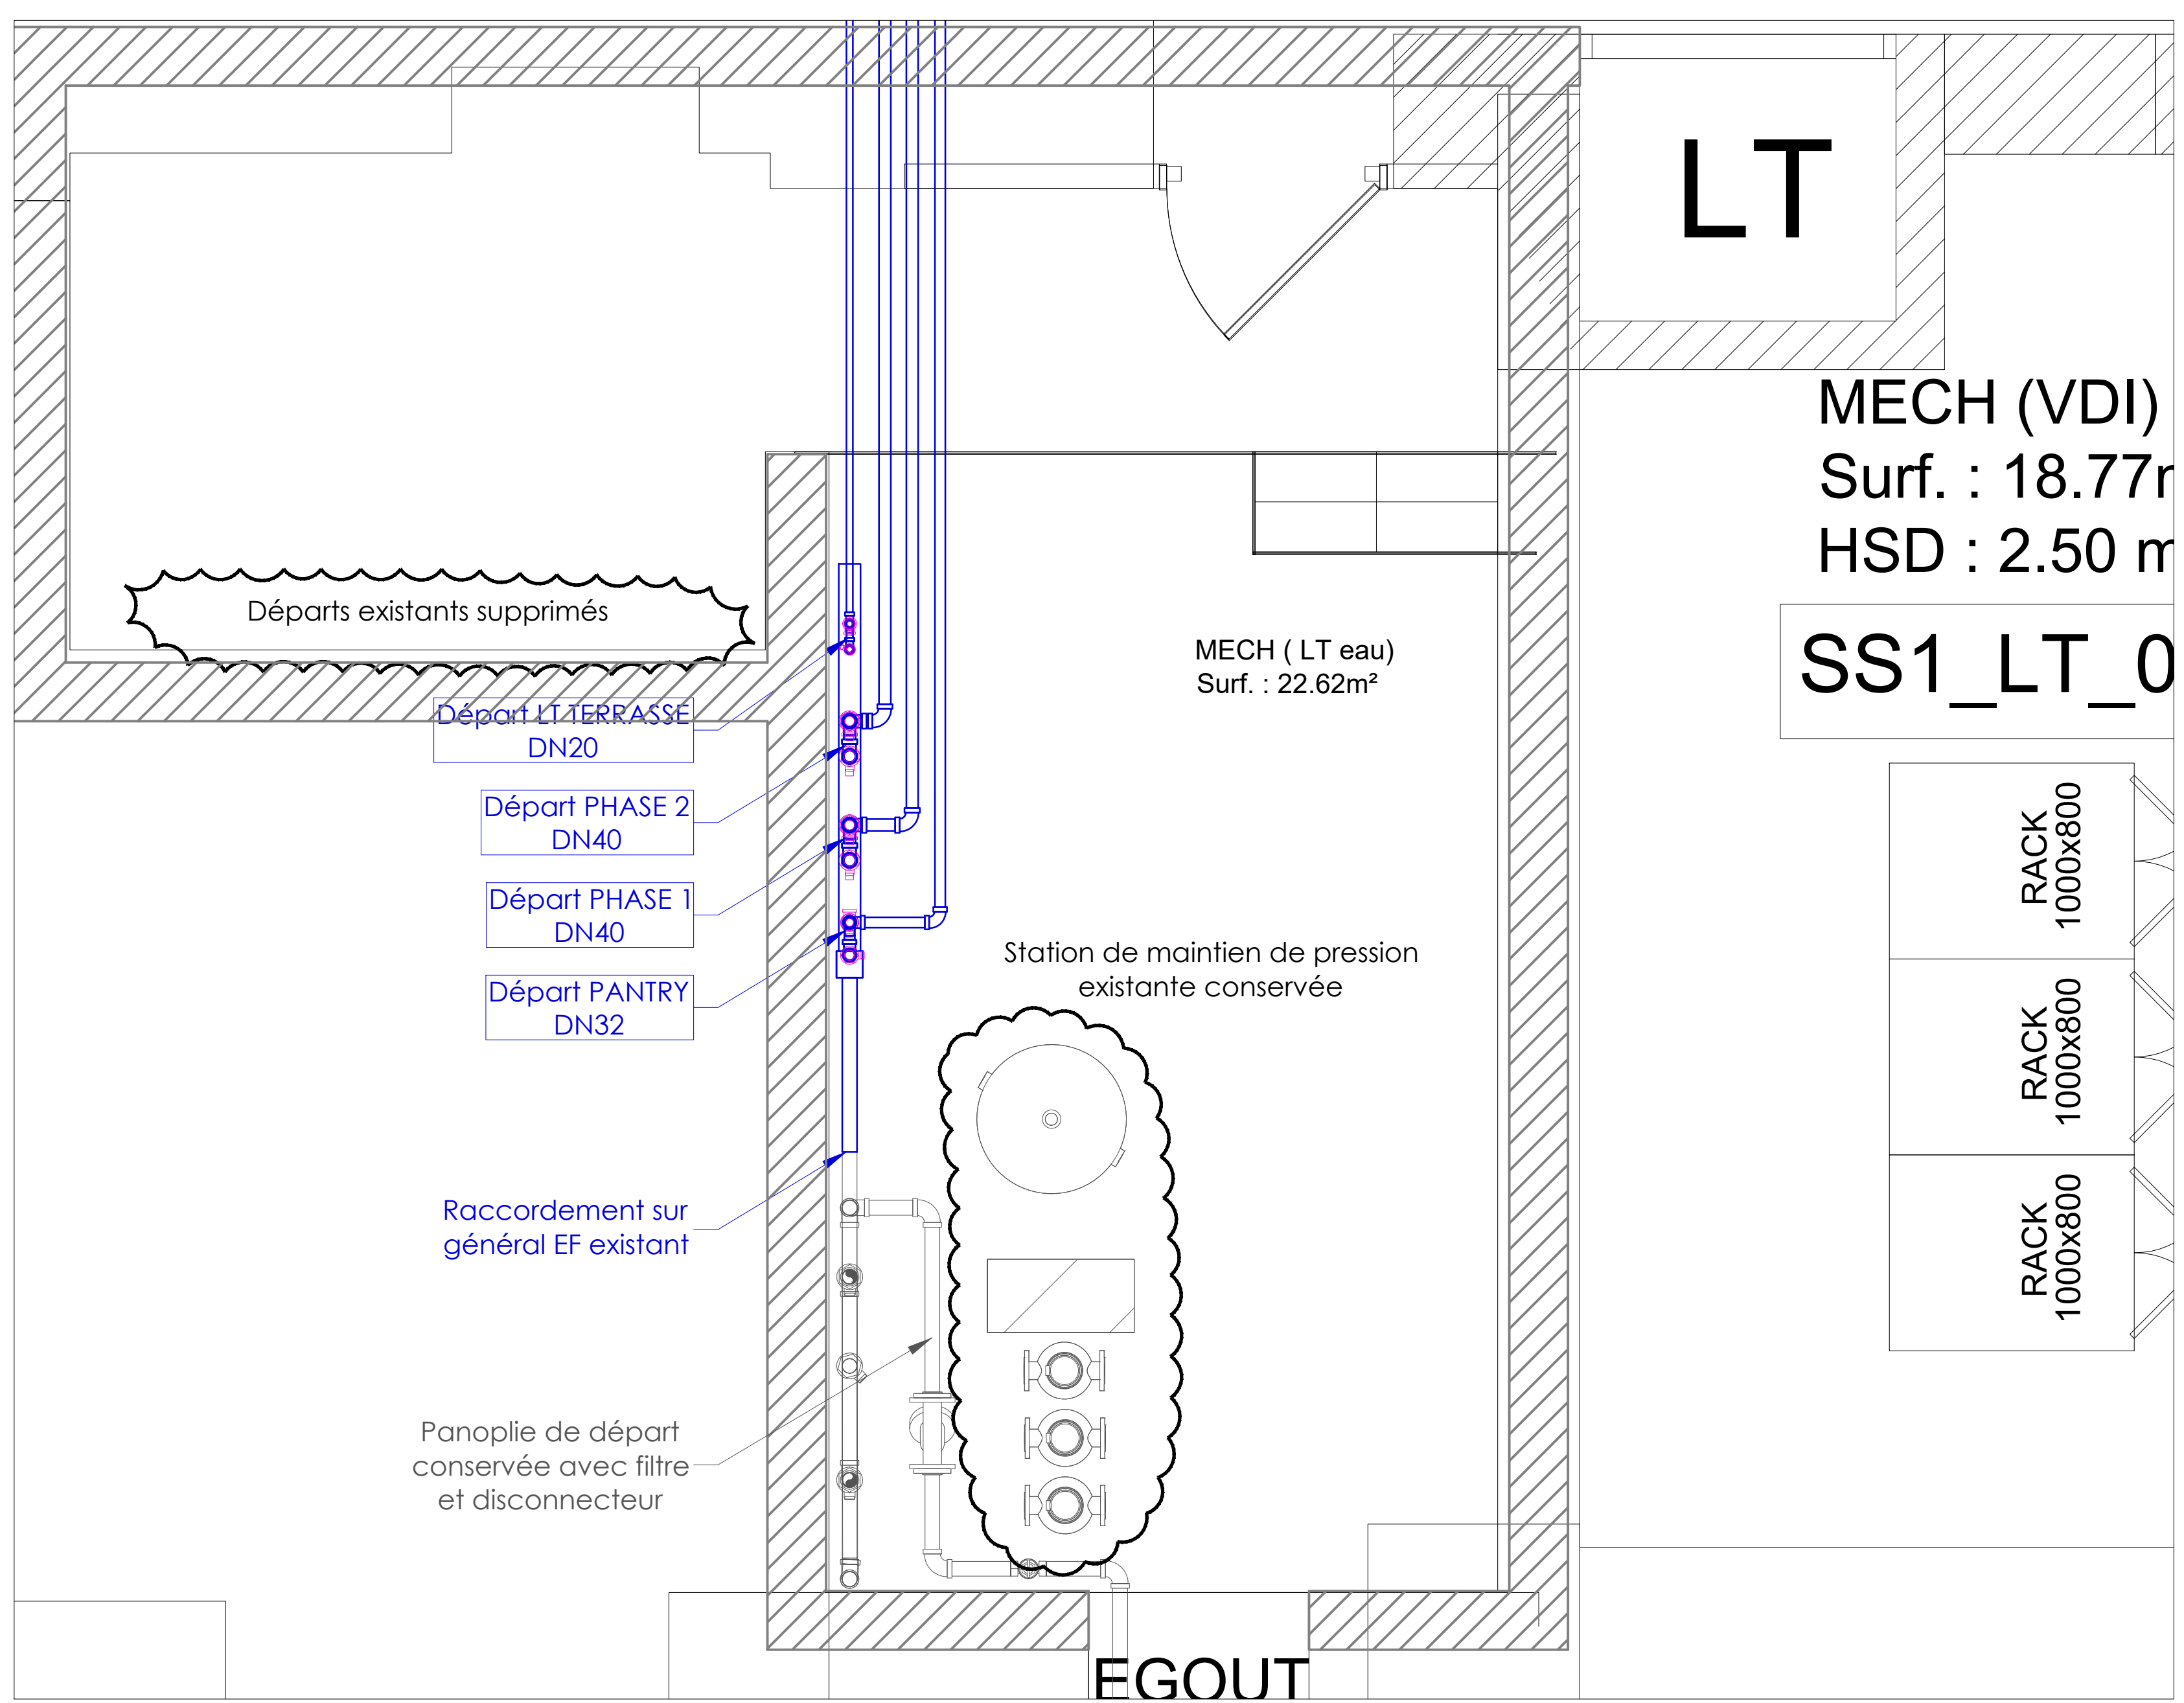 LT
MECH (VDI)
Surf. : 18.77
HSD : 2.50 m
SS1_LT_0
Départs existants supprimés
MECH ( LT eau)
Surf. : 22.62m²
Départ LT TERRASSE
DN20
Départ PHASE 2
DN40
Départ PHASE 1
DN40
Départ PANTRY
DN32
Station de maintien de pression
existante conservée
RACK
1000x800
RACK
1000x800
RACK
1000x800
Raccordement sur
général EF existant
Panoplie de départ
conservée avec filtre
et disconnecteur
EGOUT